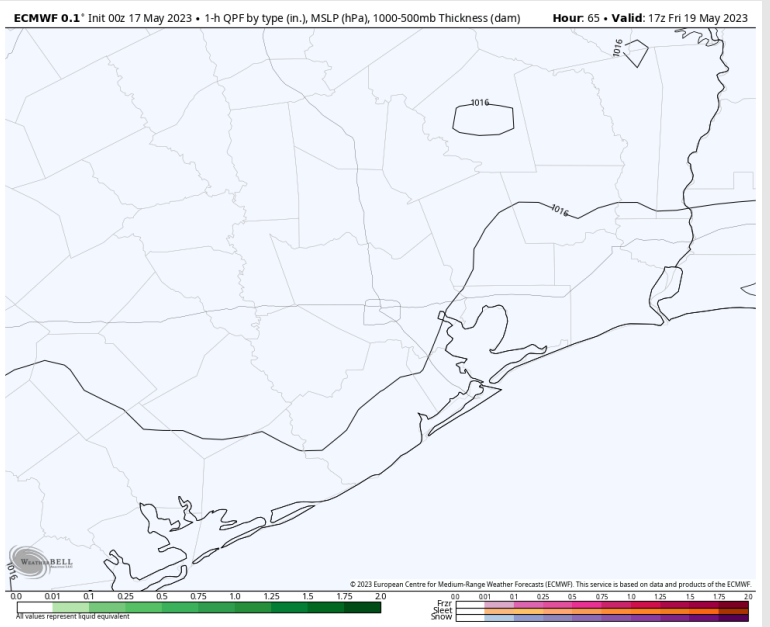 ECMWF 0.1° Init 00z 17 May 2023 • 1-h QPF by type (in.), MSLP (hPa), 1000-500mb Thickness (dam)
Hour: 65 • Valid: 17z Fri 19 May 2023
1016
1016
1016
1016
WEATHERBELL
© 2023 European Centre for Medium-Range Weather Forecasts (ECMWF). This service is based on data and products of the ECMWF.
0.0 0.01 0.1 0.25 0.5 0.75 1.0 1.25 1.5 1.75 2.0
All values represent liquid equivalent
0.0 0.01 0.1 0.25 0.5 0.75 1.0 1.25 1.5 1.75 2.0
Frzr
Sleet
Snow